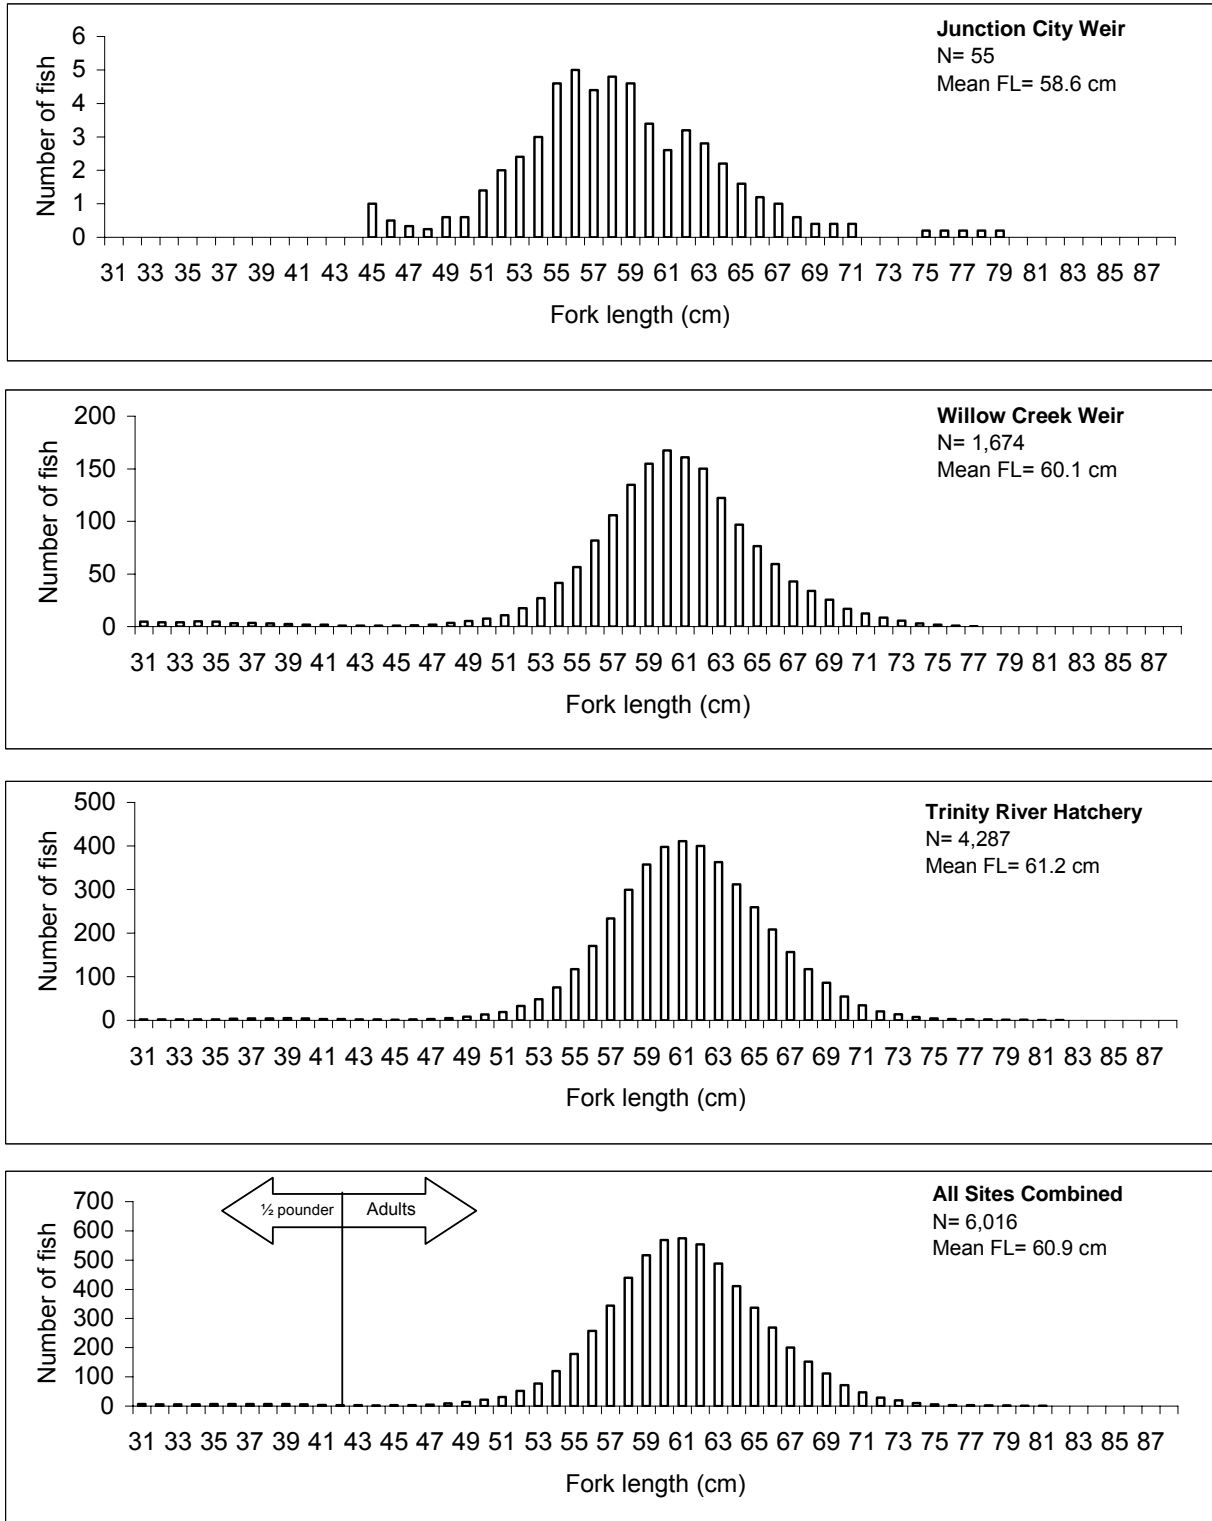 Junction City Weir
N= 55
Mean FL= 58.6 cm
Number of fish
6
5
4
3
2
1
0
31 33 35 37 39 41 43 45 47 49 51 53 55 57 59 61 63 65 67 69 71 73 75 77 79 81 83 85 87
Fork length (cm)
Willow Creek Weir
N= 1,674
Mean FL= 60.1 cm
Number of fish
200
150
100
50
0
31 33 35 37 39 41 43 45 47 49 51 53 55 57 59 61 63 65 67 69 71 73 75 77 79 81 83 85 87
Fork length (cm)
Trinity River Hatchery
N= 4,287
Mean FL= 61.2 cm
Number of fish
500
400
300
200
100
0
31 33 35 37 39 41 43 45 47 49 51 53 55 57 59 61 63 65 67 69 71 73 75 77 79 81 83 85 87
Fork length (cm)
½ pounder Adults
All Sites Combined
N= 6,016
Mean FL= 60.9 cm
Number of fish
700
600
500
400
300
200
100
0
31 33 35 37 39 41 43 45 47 49 51 53 55 57 59 61 63 65 67 69 71 73 75 77 79 81 83 85 87
Fork length (cm)